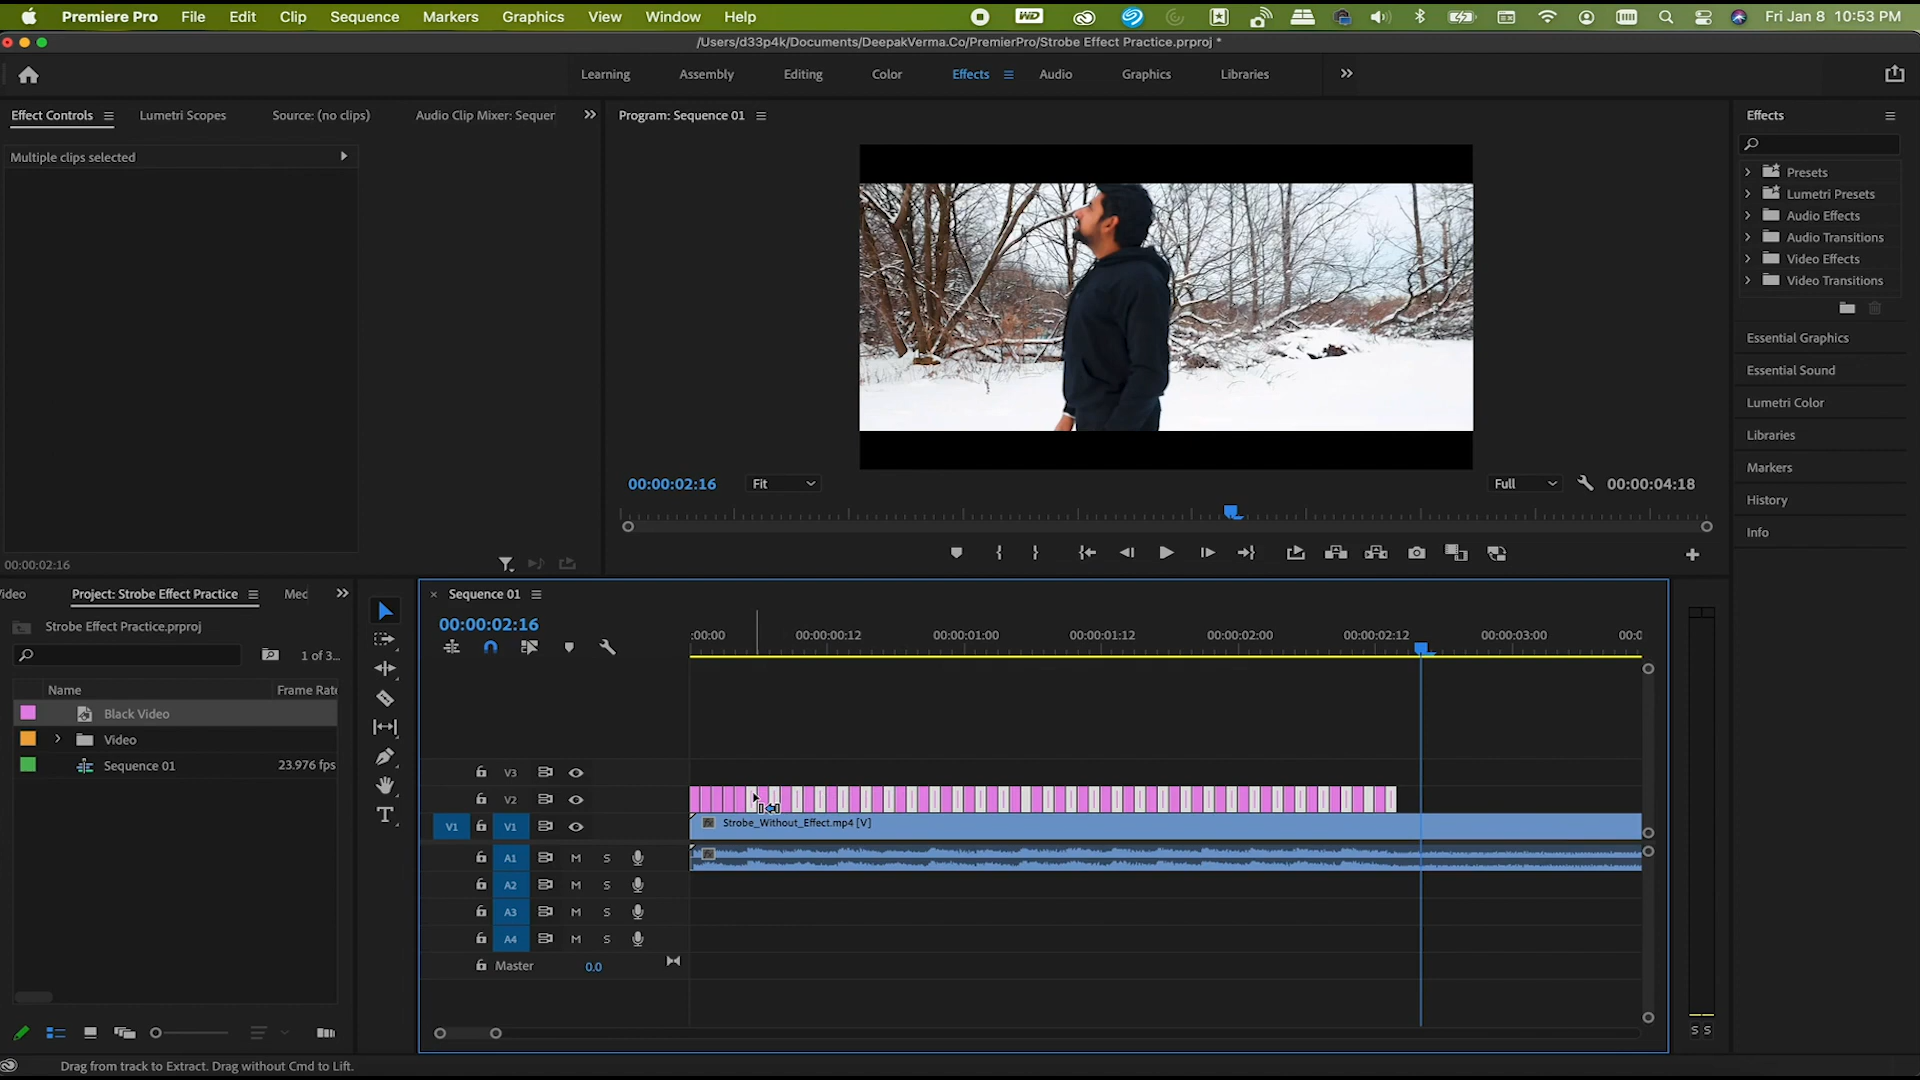 Premiere Pro File Edit Clip Sequence Markers Graphics View Window Help WD Fri Jan 8 10:53 PM
/Users/d33p4k/Documents/DeepakVerma.Co/PremierPro/Strobe Effect Practice.prproj *
Learning Assembly Editing Color Effects Audio Graphics Libraries
Effect Controls Lumetri Scopes Source: (no clips) Audio Clip Mixer: Sequer
Multiple clips selected
00:00:02:16
Program: Sequence 01
00:00:02:16 Fit Full 00:00:04:18
Effects
Presets
Lumetri Presets
Audio Effects
Audio Transitions
Video Effects
Video Transitions
Essential Graphics
Essential Sound
Lumetri Color
Libraries
Markers
History
Info
ideo Project: Strobe Effect Practice Med
Strobe Effect Practice.prproj
1 of 3...
Name Frame Rate
Black Video
Video
Sequence 01 23.976 fps
T
Sequence 01
00:00:02:16
:00:00 00:00:00:12 00:00:01:00 00:00:01:12 00:00:02:00 00:00:02:12 00:00:03:00 00:0
V3
V2
V1 V1 Strobe_Without_Effect.mp4 [V]
A1 M S
A2 M S
A3 M S
A4 M S
Master 0.0
S S
Drag from track to Extract. Drag without Cmd to Lift.